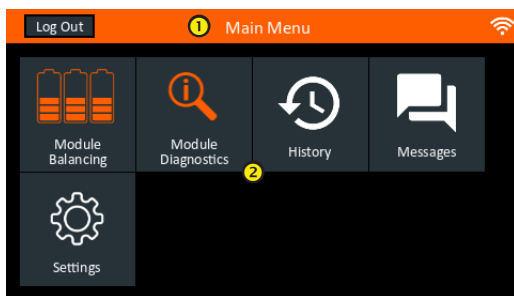 Log Out
1
Main Menu
Module
Balancing
Module
Diagnostics
History
Messages
2
Settings